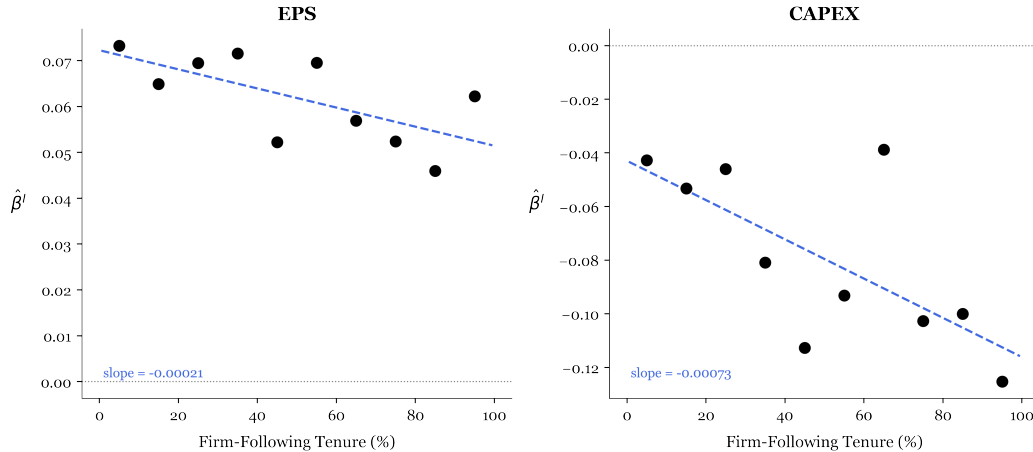 EPS
0.07
0.06
0.05
0.04
0.03
0.02
0.01
0.00
β̂ᴵ
slope = -0.00021
0 20 40 60 80 100
Firm-Following Tenure (%)
CAPEX
0.00
−0.02
−0.04
−0.06
−0.08
−0.10
−0.12
β̂ᴵ
slope = -0.00073
0 20 40 60 80 100
Firm-Following Tenure (%)